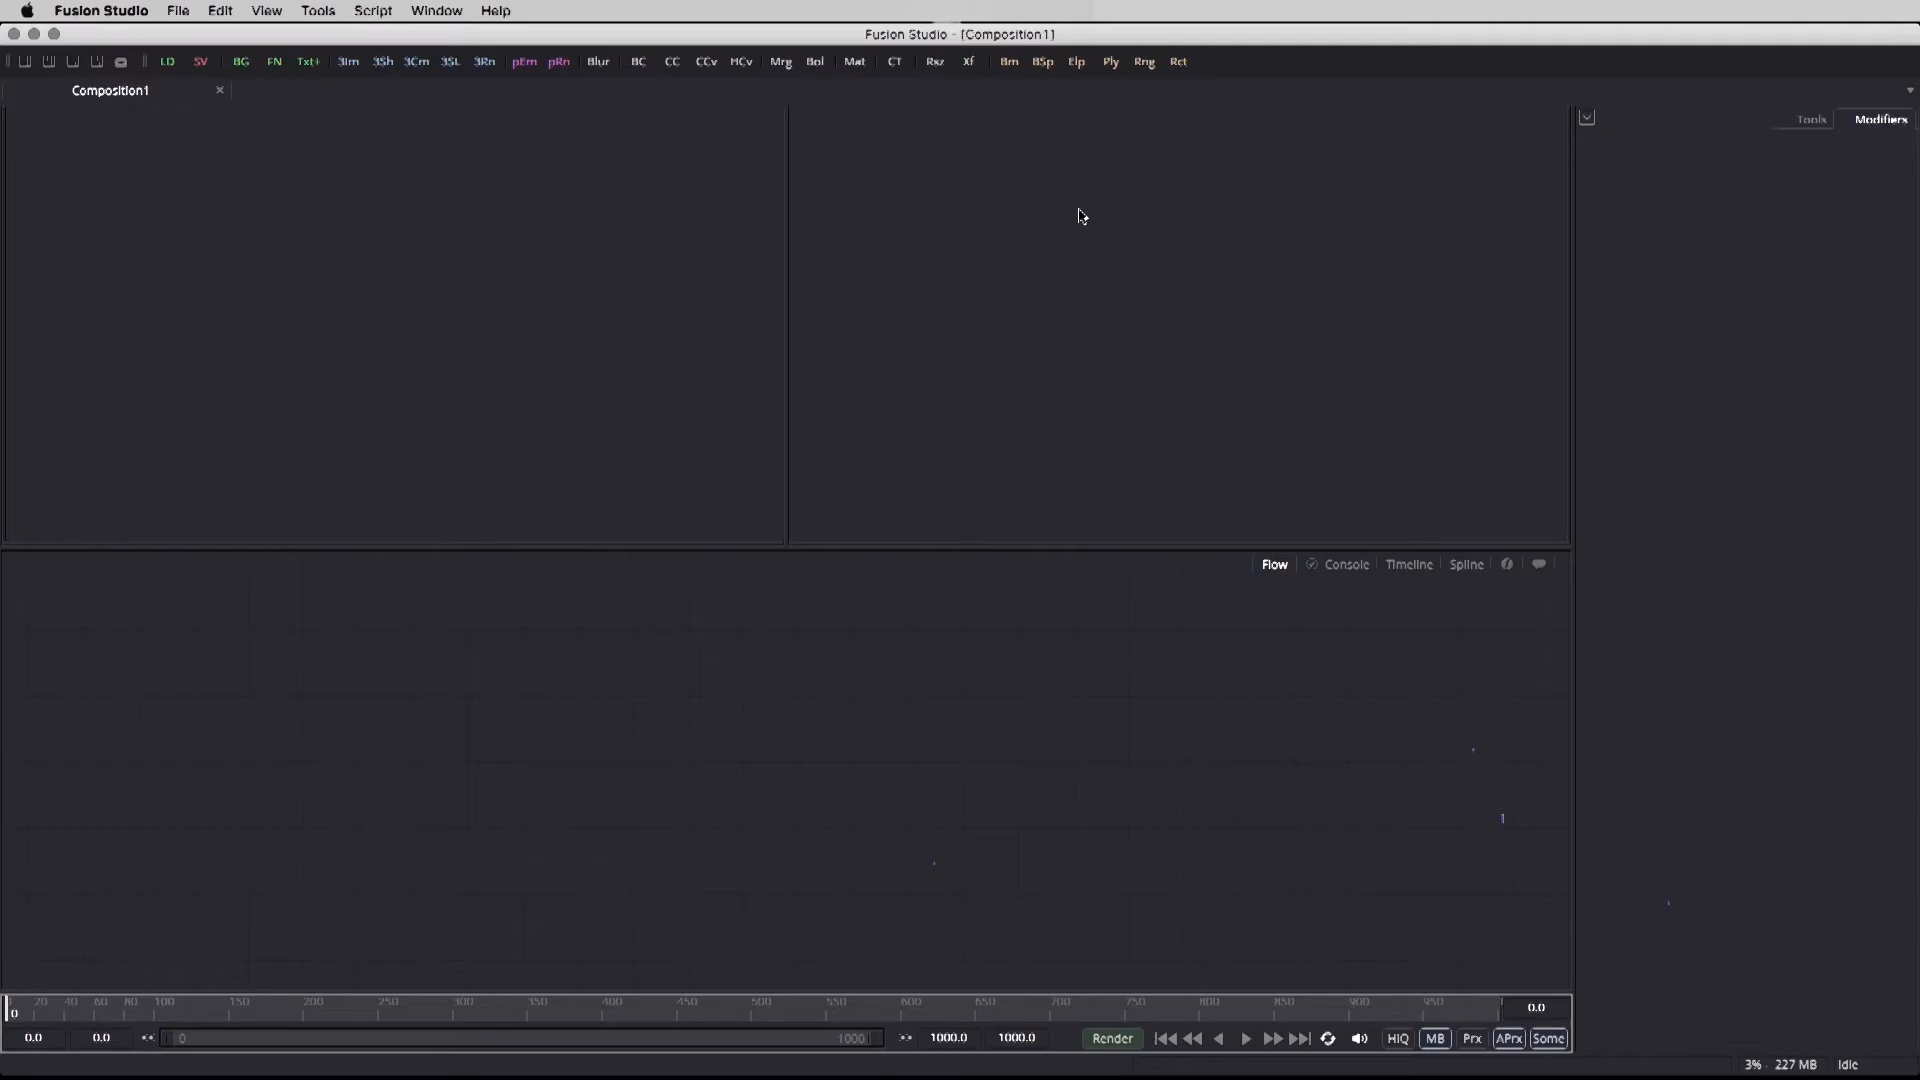 Fusion Studio File Edit View Tools Script Window Help
Fusion Studio - [Composition1]
LD SV BG FN Txt+ 3Im 3Sh 3Cm 3SL 3Rn pEm pRn Blur BC CC CCv HCv Mrg Bol Mat CT Rsz Xf Bm BSp Elp Ply Rng Rct
Composition1
Tools Modifiers
Flow Console Timeline Spline
0 20 40 60 80 100 150 200 250 300 350 400 450 500 550 600 650 700 750 800 850 900 950 0.0
0.0 0.0 0 1000 1000.0 1000.0 Render HiQ MB Prx APrx Some
3% - 227 MB Idle